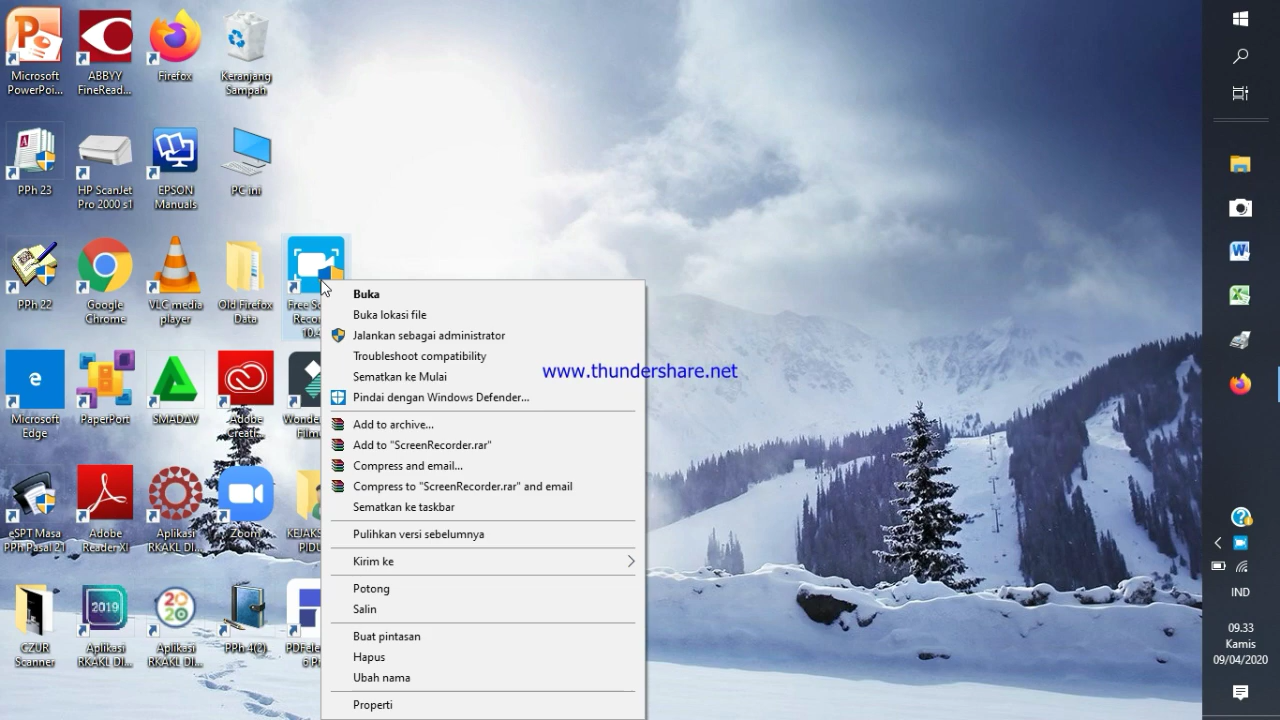 Microsoft
PowerPoi...
ABBYY
FineRead...
Firefox
Keranjang
Sampah
PPh 23
HP ScanJet
Pro 2000 s1
EPSON
Manuals
PC ini
PPh 22
Google
Chrome
VLC media
player
Old Firefox
Data
Free Sc
Reco
10.
Microsoft
Edge
PaperPort
SMADΔV
Adobe
Creati...
Wonde
Film
eSPT Masa
PPh Pasal 21
Adobe
Reader XI
Aplikasi
RKAKL DI...
Zoom
KEJAKS
PIDU
CZUR
Scanner
2019
Aplikasi
RKAKL DI...
2020
Aplikasi
RKAKL DI...
PPh 4(2)
PDFele
6 P
Buka
Buka lokasi file
Jalankan sebagai administrator
Troubleshoot compatibility
Sematkan ke Mulai
Pindai dengan Windows Defender...
Add to archive...
Add to "ScreenRecorder.rar"
Compress and email...
Compress to "ScreenRecorder.rar" and email
Sematkan ke taskbar
Pulihkan versi sebelumnya
Kirim ke
Potong
Salin
Buat pintasan
Hapus
Ubah nama
Properti
www.thundershare.net
IND
09.33
Kamis
09/04/2020